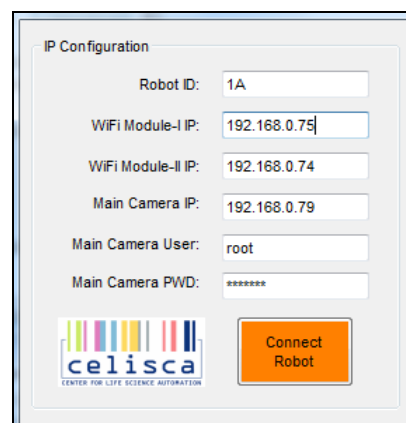 IP Configuration
Robot ID: 1A
WiFi Module-I IP: 192.168.0.75
WiFi Module-II IP: 192.168.0.74
Main Camera IP: 192.168.0.79
Main Camera User: root
Main Camera PWD: *******
celisca
CENTER FOR LIFE SCIENCE AUTOMATION
Connect
Robot